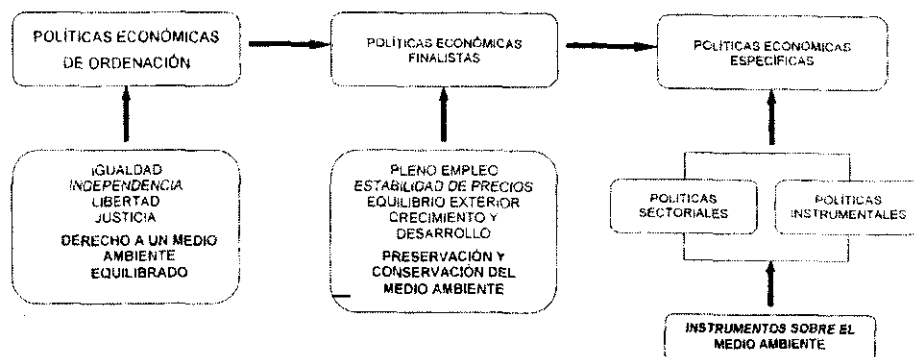 POLÍTICAS ECONÓMICAS
DE ORDENACIÓN
POLÍTICAS ECONÓMICAS
FINALISTAS
POLÍTICAS ECONÓMICAS
ESPECÍFICAS
IGUALDAD
INDEPENDENCIA
LIBERTAD
JUSTICIA
DERECHO A UN MEDIO
AMBIENTE
EQUILIBRADO
PLENO EMPLEO
ESTABILIDAD DE PRECIOS
EQUILIBRIO EXTERIOR
CRECIMIENTO Y
DESARROLLO
PRESERVACIÓN Y
CONSERVACIÓN DEL
MEDIO AMBIENTE
POLÍTICAS
SECTORIALES
POLÍTICAS
INSTRUMENTALES
INSTRUMENTOS SOBRE EL
MEDIO AMBIENTE